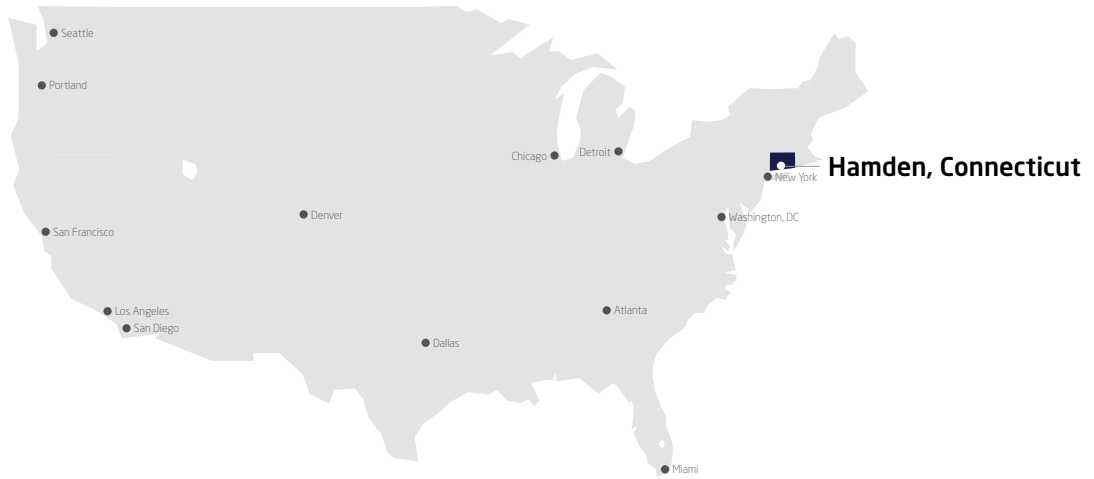 Seattle
Portland
Chicago
Detroit
Hamden, Connecticut
New York
Denver
Washington, DC
San Francisco
Los Angeles
Atlanta
San Diego
Dallas
Miami